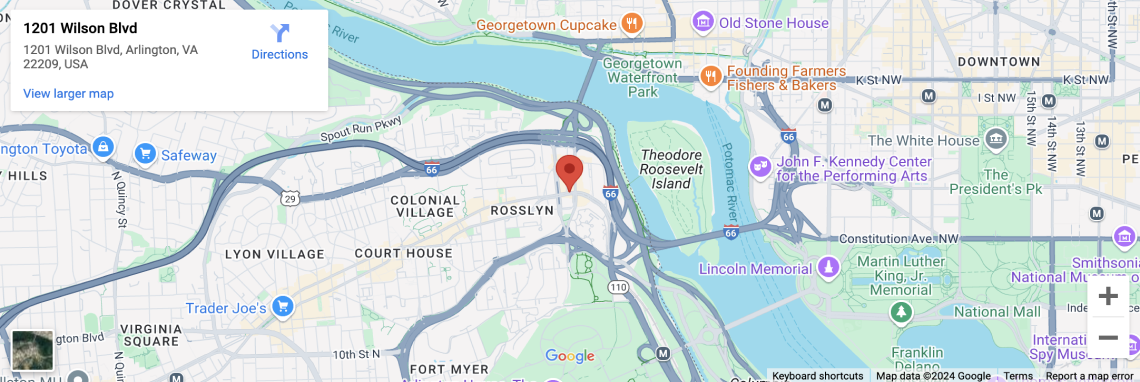 DOVER CRYSTAL
1201 Wilson Blvd
1201 Wilson Blvd, Arlington, VA
22209, USA
Directions
View larger map
River
Georgetown Cupcake
Old Stone House
Georgetown
Waterfront
Park
Founding Farmers
Fishers & Bakers
DOWNTOWN
K St NW
K St NW
I St NW
15th St NW
14th St NW
13th St NW
M
M
M
M
M
The White House
The
President's Pk
PE
ngton Toyota
Safeway
Y HILLS
N Quincy St
Spout Run Pkwy
66
29
66
66
66
COLONIAL
VILLAGE
ROSSLYN
Theodore
Roosevelt
Island
Potomac River
John F. Kennedy Center
for the Performing Arts
LYON VILLAGE
COURT HOUSE
Constitution Ave. NW
Lincoln Memorial
Martin Luther
King, Jr.
Memorial
Smithsonia
National Museum o
National Mall
Inde
110
Trader Joe's
VIRGINIA
SQUARE
ngton Blvd
N Qu
10th St N
FORT MYER
Google
Franklin
Delano
Internat
Spy Museu
Columb
+
−
Keyboard shortcuts
Map data ©2024 Google
Terms
Report a map error